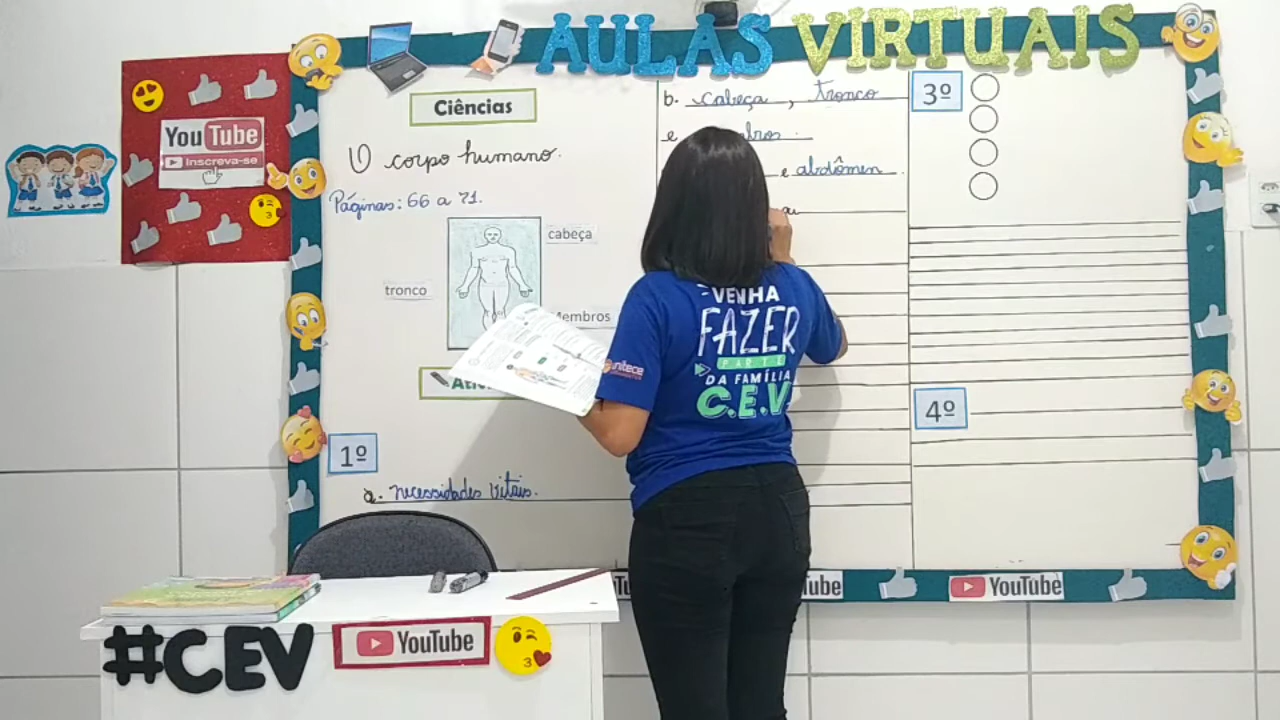 AULAS VIRTUAIS
YouTube
Inscreva-se
Ciências
O corpo humano.
Páginas: 66 a 71.
cabeça
tronco
Membros
1º
a. necessidades vitais.
b. cabeça, tronco
e
e abdômen.
3º
4º
VENHA
FAZER
PARTE
DA FAMÍLIA
C.E.V.
unitece
YouTube
#CEV
YouTube